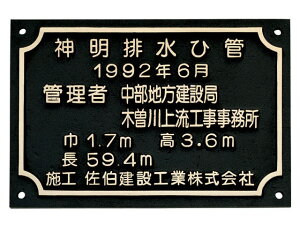 神明排水ひ管
1992年6月
管理者 中部地方建設局
木曽川上流工事事務所
巾1.7m 高3.6m
長59.4m
施工 佐伯建設工業株式会社